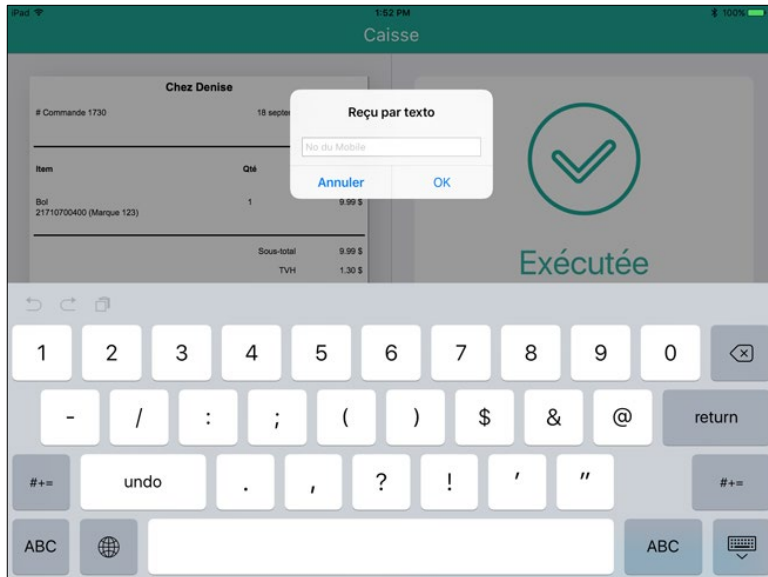 iPad 1:52 PM 100%
Caisse
Chez Denise
# Commande 1730 18 septe
Reçu par texto
No du Mobile
Annuler OK
Item Qté
Bol 1 9.99 $
21710700400 (Marque 123)
Sous-total 9.99 $
TVH 1.30 $
Exécutée
1 2 3 4 5 6 7 8 9 0
- / : ; ( ) $ & @ return
#+= undo . , ? ! ' " #+=
ABC ABC